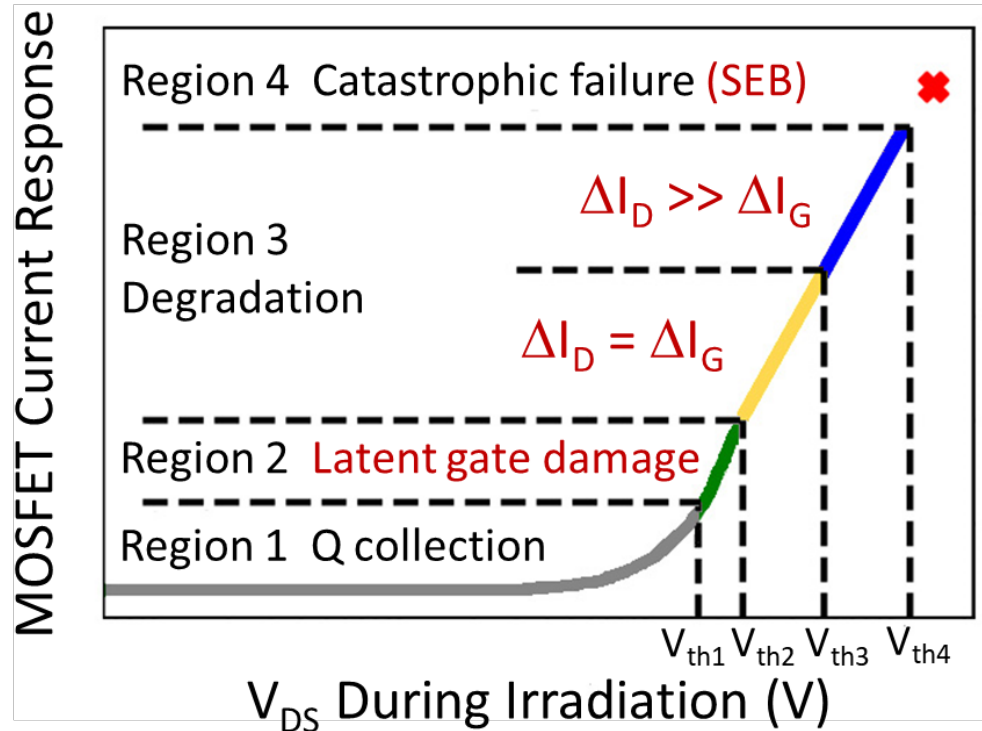 MOSFET Current Response
Region 4 Catastrophic failure (SEB)
ΔI_D >> ΔI_G
Region 3
Degradation
ΔI_D = ΔI_G
Region 2 Latent gate damage
Region 1 Q collection
V_th1 V_th2 V_th3 V_th4
V_DS During Irradiation (V)